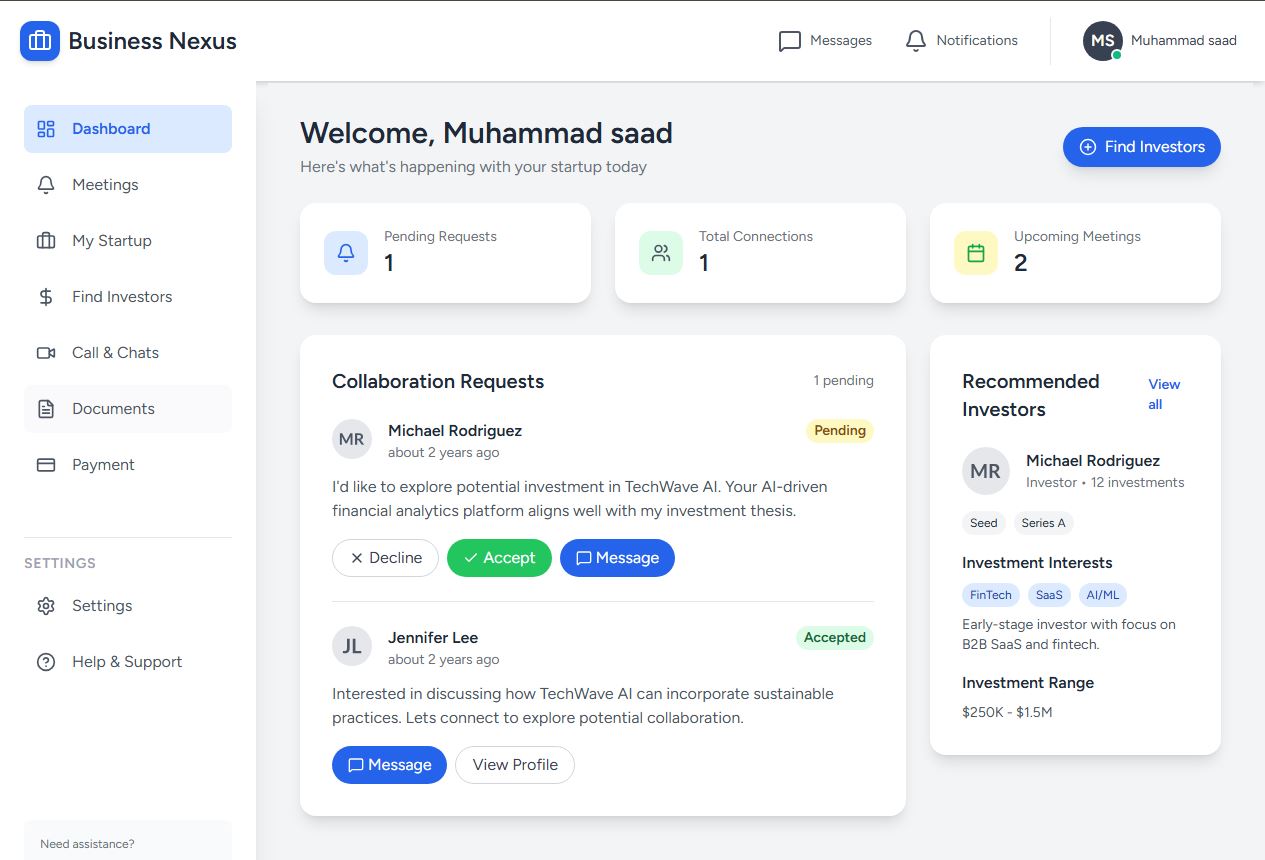 Business Nexus
Messages
Notifications
MS
Muhammad saad
Dashboard
Meetings
My Startup
Find Investors
Call & Chats
Documents
Payment
SETTINGS
Settings
Help & Support
Need assistance?
Welcome, Muhammad saad
Here's what's happening with your startup today
Find Investors
Pending Requests
1
Total Connections
1
Upcoming Meetings
2
Collaboration Requests
1 pending
MR
Michael Rodriguez
about 2 years ago
Pending
I'd like to explore potential investment in TechWave AI. Your AI-driven
financial analytics platform aligns well with my investment thesis.
Decline
Accept
Message
JL
Jennifer Lee
about 2 years ago
Accepted
Interested in discussing how TechWave AI can incorporate sustainable
practices. Lets connect to explore potential collaboration.
Message
View Profile
Recommended
Investors
View
all
MR
Michael Rodriguez
Investor • 12 investments
Seed
Series A
Investment Interests
FinTech
SaaS
AI/ML
Early-stage investor with focus on
B2B SaaS and fintech.
Investment Range
$250K - $1.5M